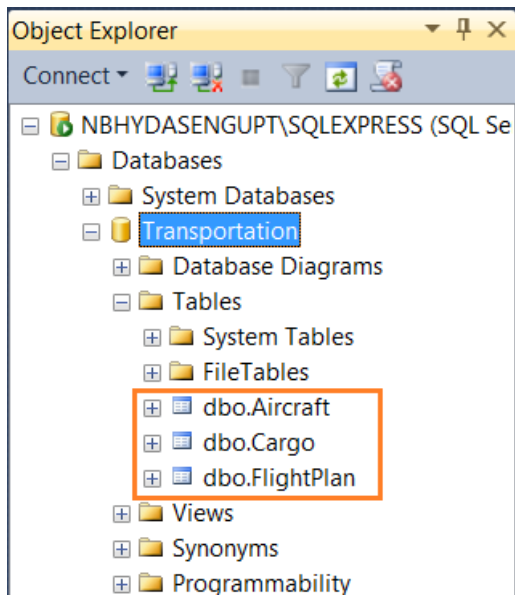 Object Explorer
Connect
NBHYDASENGUPT\SQLEXPRESS (SQL Se
Databases
System Databases
Transportation
Database Diagrams
Tables
System Tables
FileTables
dbo.Aircraft
dbo.Cargo
dbo.FlightPlan
Views
Synonyms
Programmability